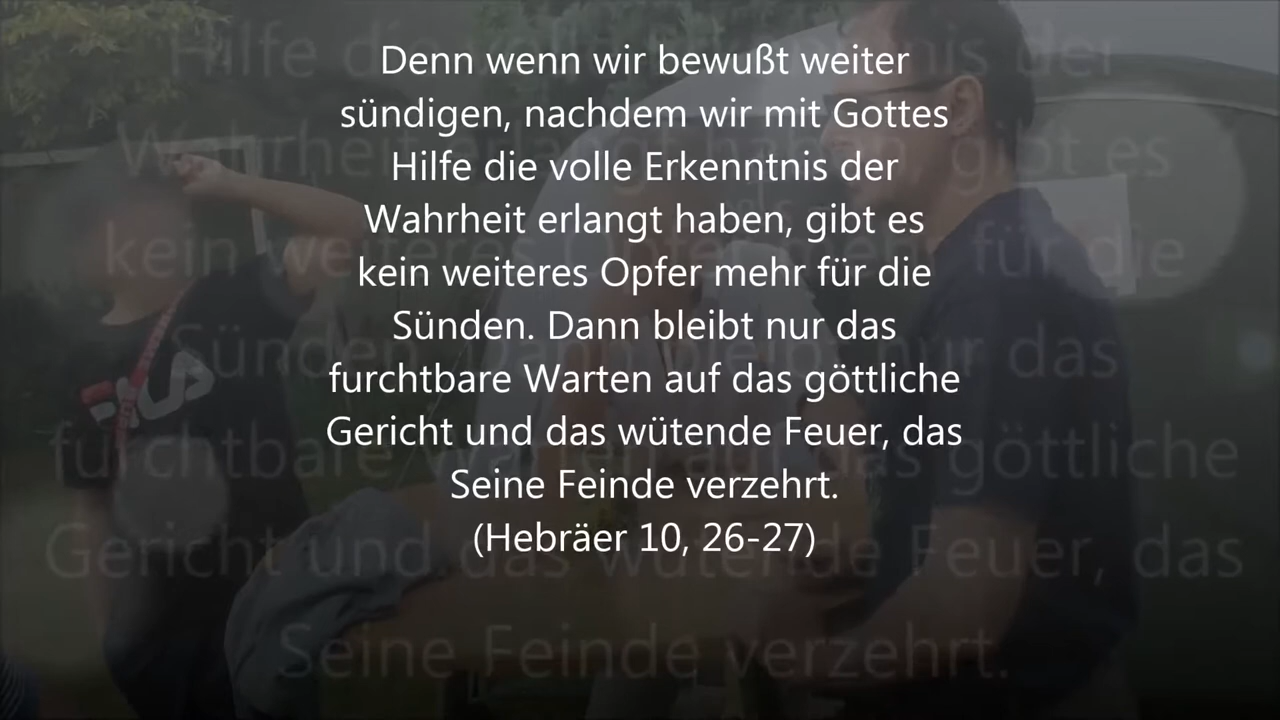 Denn wenn wir bewußt weiter
sündigen, nachdem wir mit Gottes
Hilfe die volle Erkenntnis der
Wahrheit erlangt haben, gibt es
kein weiteres Opfer mehr für die
Sünden. Dann bleibt nur das
furchtbare Warten auf das göttliche
Gericht und das wütende Feuer, das
Seine Feinde verzehrt.
(Hebräer 10, 26-27)